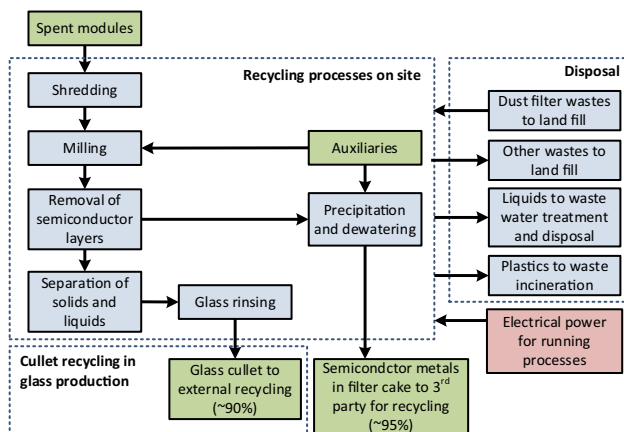 Spent modules
Recycling processes on site
Disposal
Shredding
Dust filter wastes
to land fill
Milling
Auxiliaries
Other wastes to
land fill
Removal of
semiconductor
layers
Precipitation
and dewatering
Liquids to waste
water treatment
and disposal
Separation of
solids and
liquids
Glass rinsing
Plastics to waste
incineration
Electrical power
for running
processes
Cullet recycling in
glass production
Glass cullet to
external recycling
(~90%)
Semicondctor metals
in filter cake to 3rd
party for recycling
(~95%)